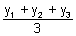 y₁ + y₂ + y₃
3